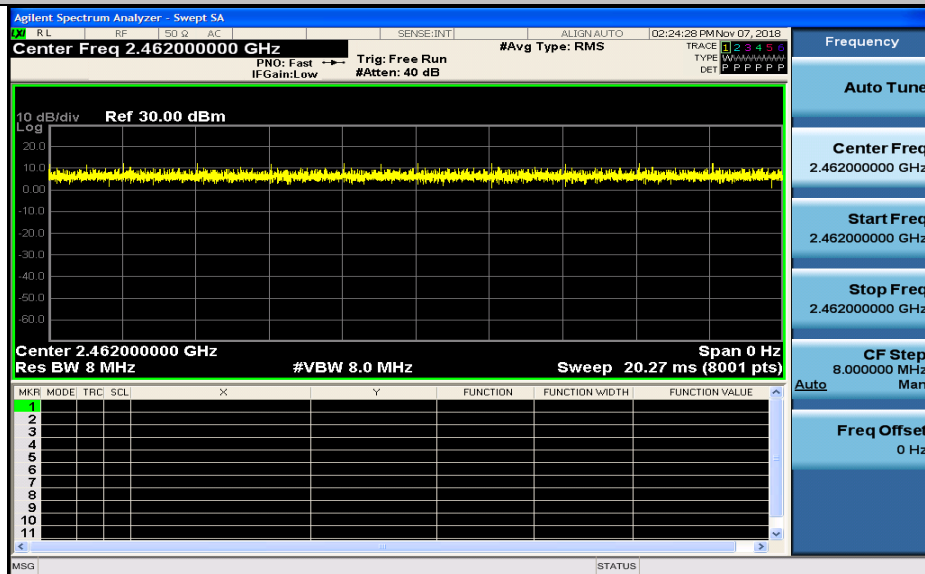 Agilent Spectrum Analyzer - Swept SA
LXI RL RF 50 Ω AC SENSE:INT ALIGN AUTO 02:24:28 PM Nov 07, 2018
Center Freq 2.462000000 GHz
PNO: Fast
IFGain:Low
Trig: Free Run
#Atten: 40 dB
#Avg Type: RMS
TRACE 1 2 3 4 5 6
TYPE WWWWWW
DET P P P P P P
10 dB/div
Log
Ref 30.00 dBm
20.0
10.0
0.00
-10.0
-20.0
-30.0
-40.0
-50.0
-60.0
Center 2.462000000 GHz
Span 0 Hz
Res BW 8 MHz
#VBW 8.0 MHz
Sweep 20.27 ms (8001 pts)
MKR MODE TRC SCL X Y FUNCTION FUNCTION WIDTH FUNCTION VALUE
1
2
3
4
5
6
7
8
9
10
11
MSG
STATUS
Frequency
Auto Tune
Center Freq
2.462000000 GHz
Start Freq
2.462000000 GHz
Stop Freq
2.462000000 GHz
CF Step
8.000000 MHz
Auto Man
Freq Offset
0 Hz